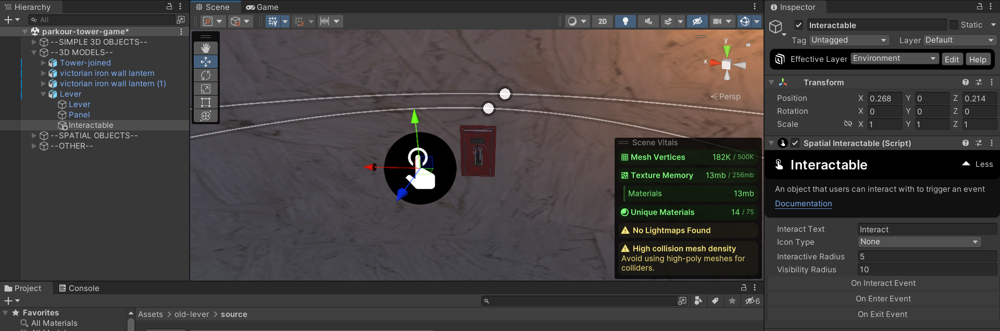 Hierarchy
All
parkour-tower-game*
--SIMPLE 3D OBJECTS--
--3D MODELS--
Tower-joined
victorian iron wall lantern
victorian iron wall lantern (1)
Lever
Lever
Panel
Interactable
--SPATIAL OBJECTS--
--OTHER--
Scene Game
2D
y
x
Persp
Scene Vitals
Mesh Vertices 182K / 500K
Texture Memory 13mb / 256mb
Materials 13mb
Unique Materials 14 / 75
No Lightmaps Found
High collision mesh density
Avoid using high-poly meshes for
colliders.
Inspector
Interactable Static
Tag Untagged Layer Default
Effective Layer Environment Edit Help
Transform
Position X 0.268 Y 0 Z 0.214
Rotation X 0 Y 0 Z 0
Scale X 1 Y 1 Z 1
Spatial Interactable (Script)
Interactable Less
An object that users can interact with to trigger an event
Documentation
Interact Text Interact
Icon Type None
Interactive Radius 5
Visibility Radius 10
On Interact Event
On Enter Event
On Exit Event
Project Console
6
Favorites
All Materials
Assets > old-lever > source